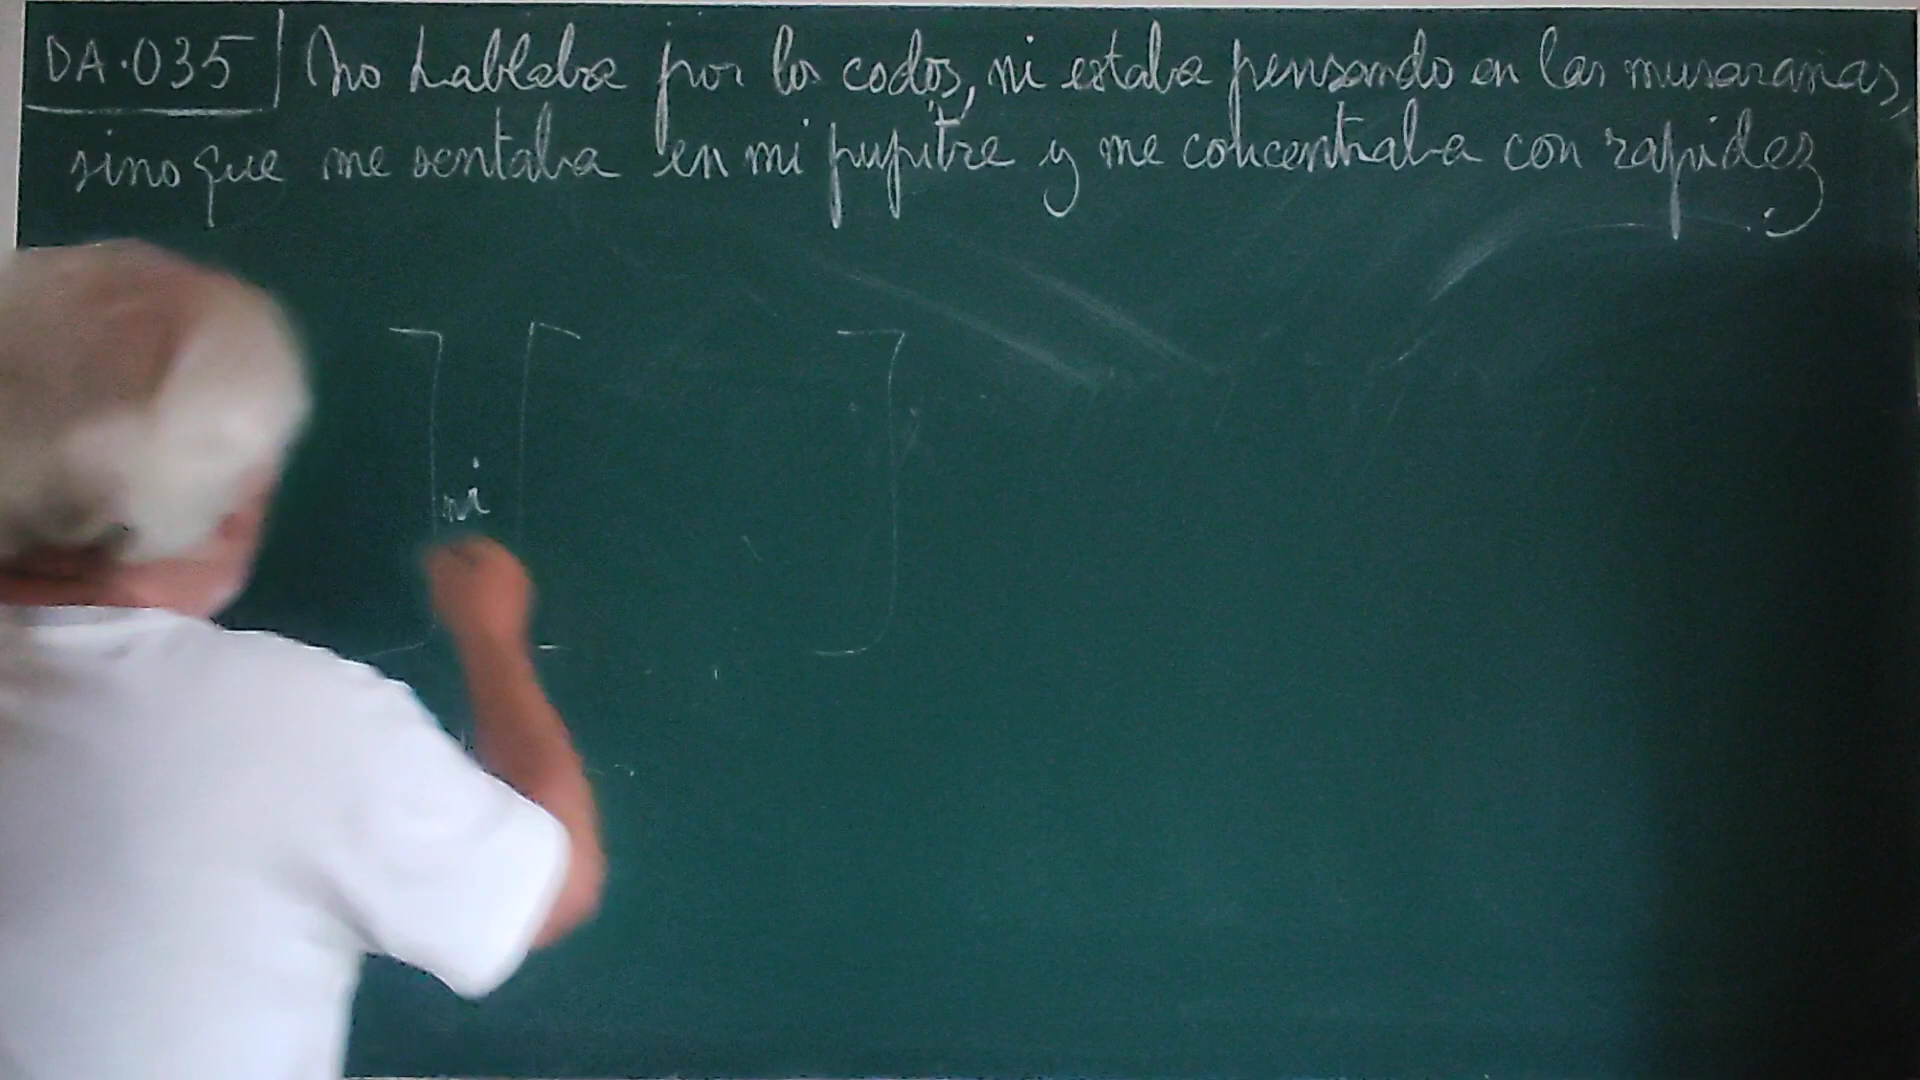 DA.035 No hablaba por los codos, ni estaba pensando en las musarañas,
sino que me sentaba en mi pupitre y me concentraba con rapidez.
ni